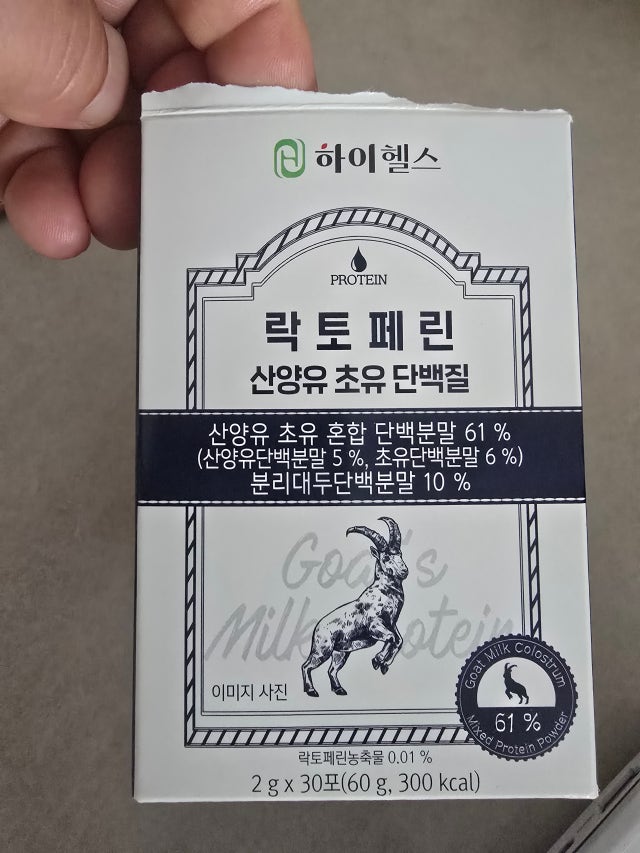 하이헬스
PROTEIN
락토페린
산양유 초유 단백질
산양유 초유 혼합 단백분말 61 %
(산양유단백분말 5 %, 초유단백분말 6 %)
분리대두단백분말 10 %
Goat's
Milk Protein
이미지 사진
Goat Milk Colostrum
61 %
Mixed Protein Powder
락토페린농축물 0.01 %
2 g x 30포(60 g, 300 kcal)